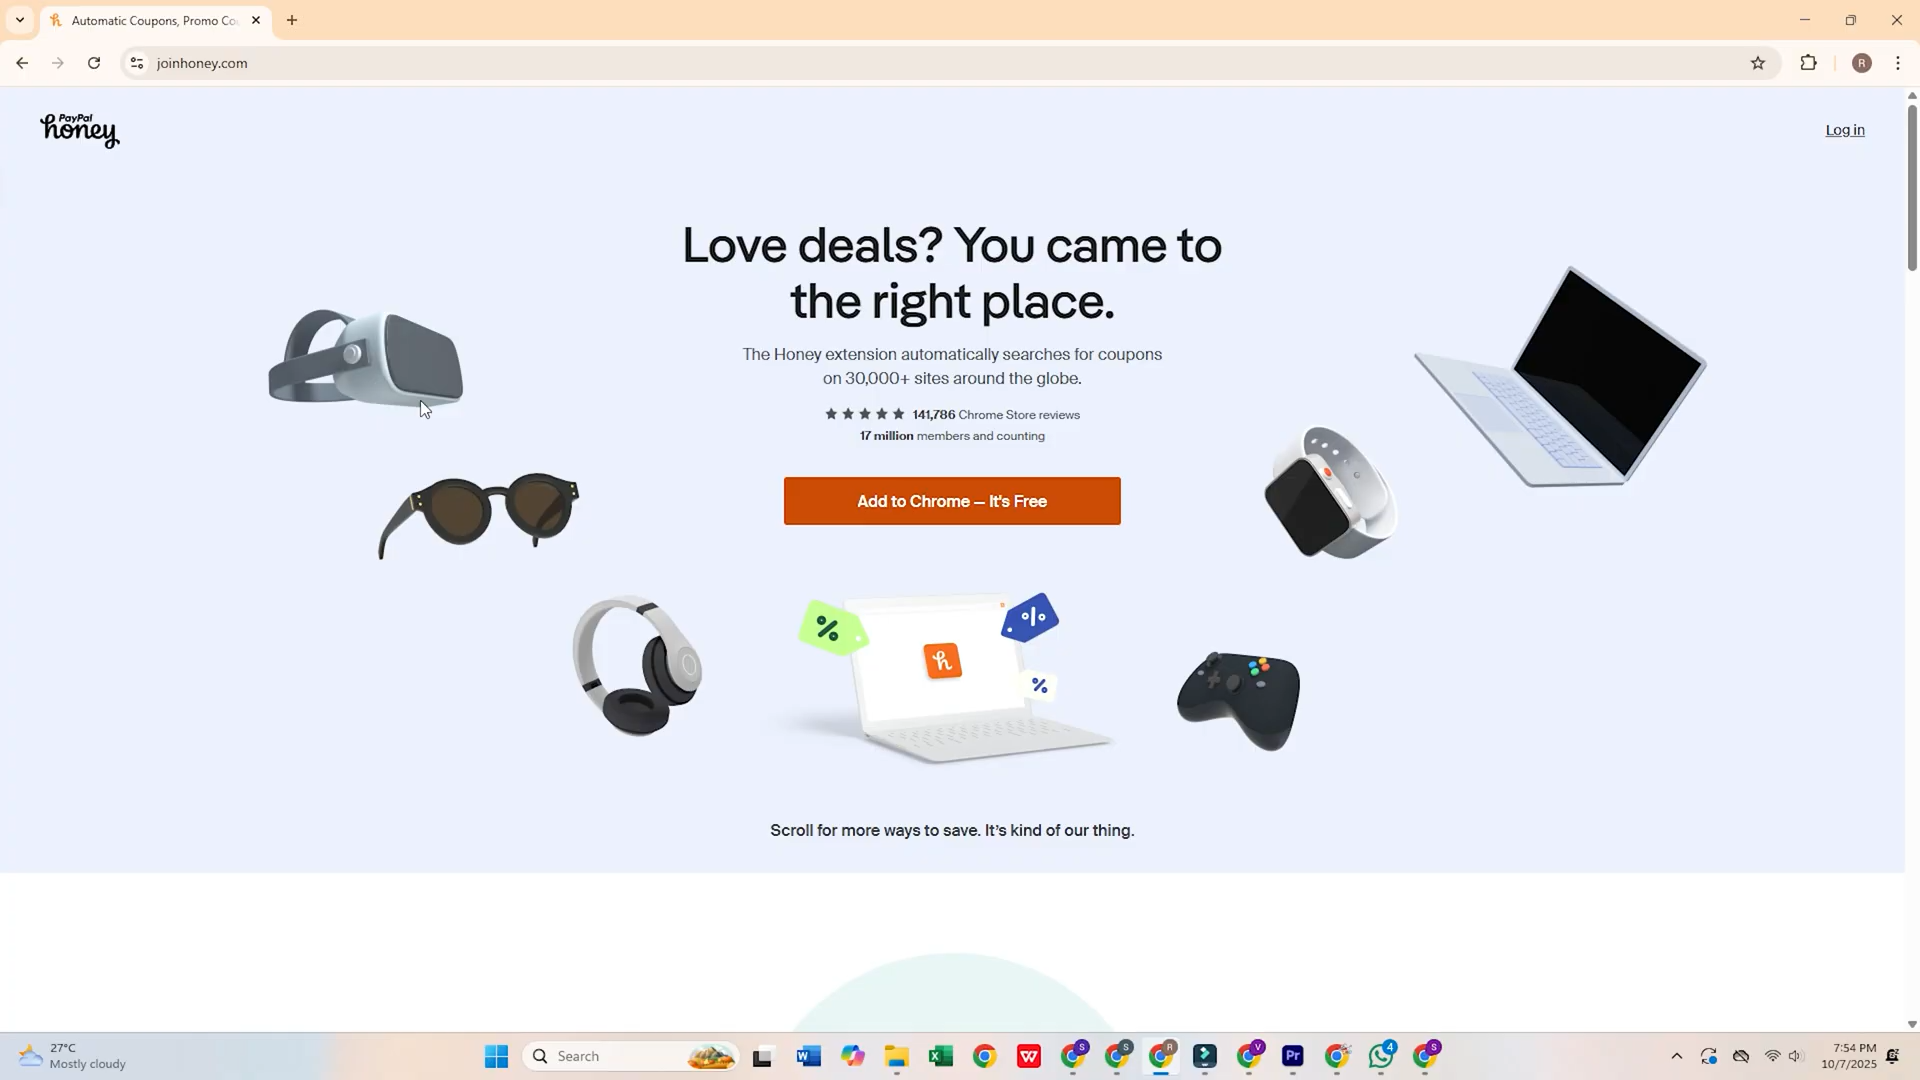 Automatic Coupons, Promo Co
joinhoney.com
R
PayPal
honey
Log in
Love deals? You came to
the right place.
The Honey extension automatically searches for coupons
on 30,000+ sites around the globe.
141,786 Chrome Store reviews
17 million members and counting
Add to Chrome – It's Free
%
%
%
h
Scroll for more ways to save. It's kind of our thing.
27°C
Mostly cloudy
Search
W
X
W
S
S
R
V
Pr
4
S
7:54 PM
10/7/2025